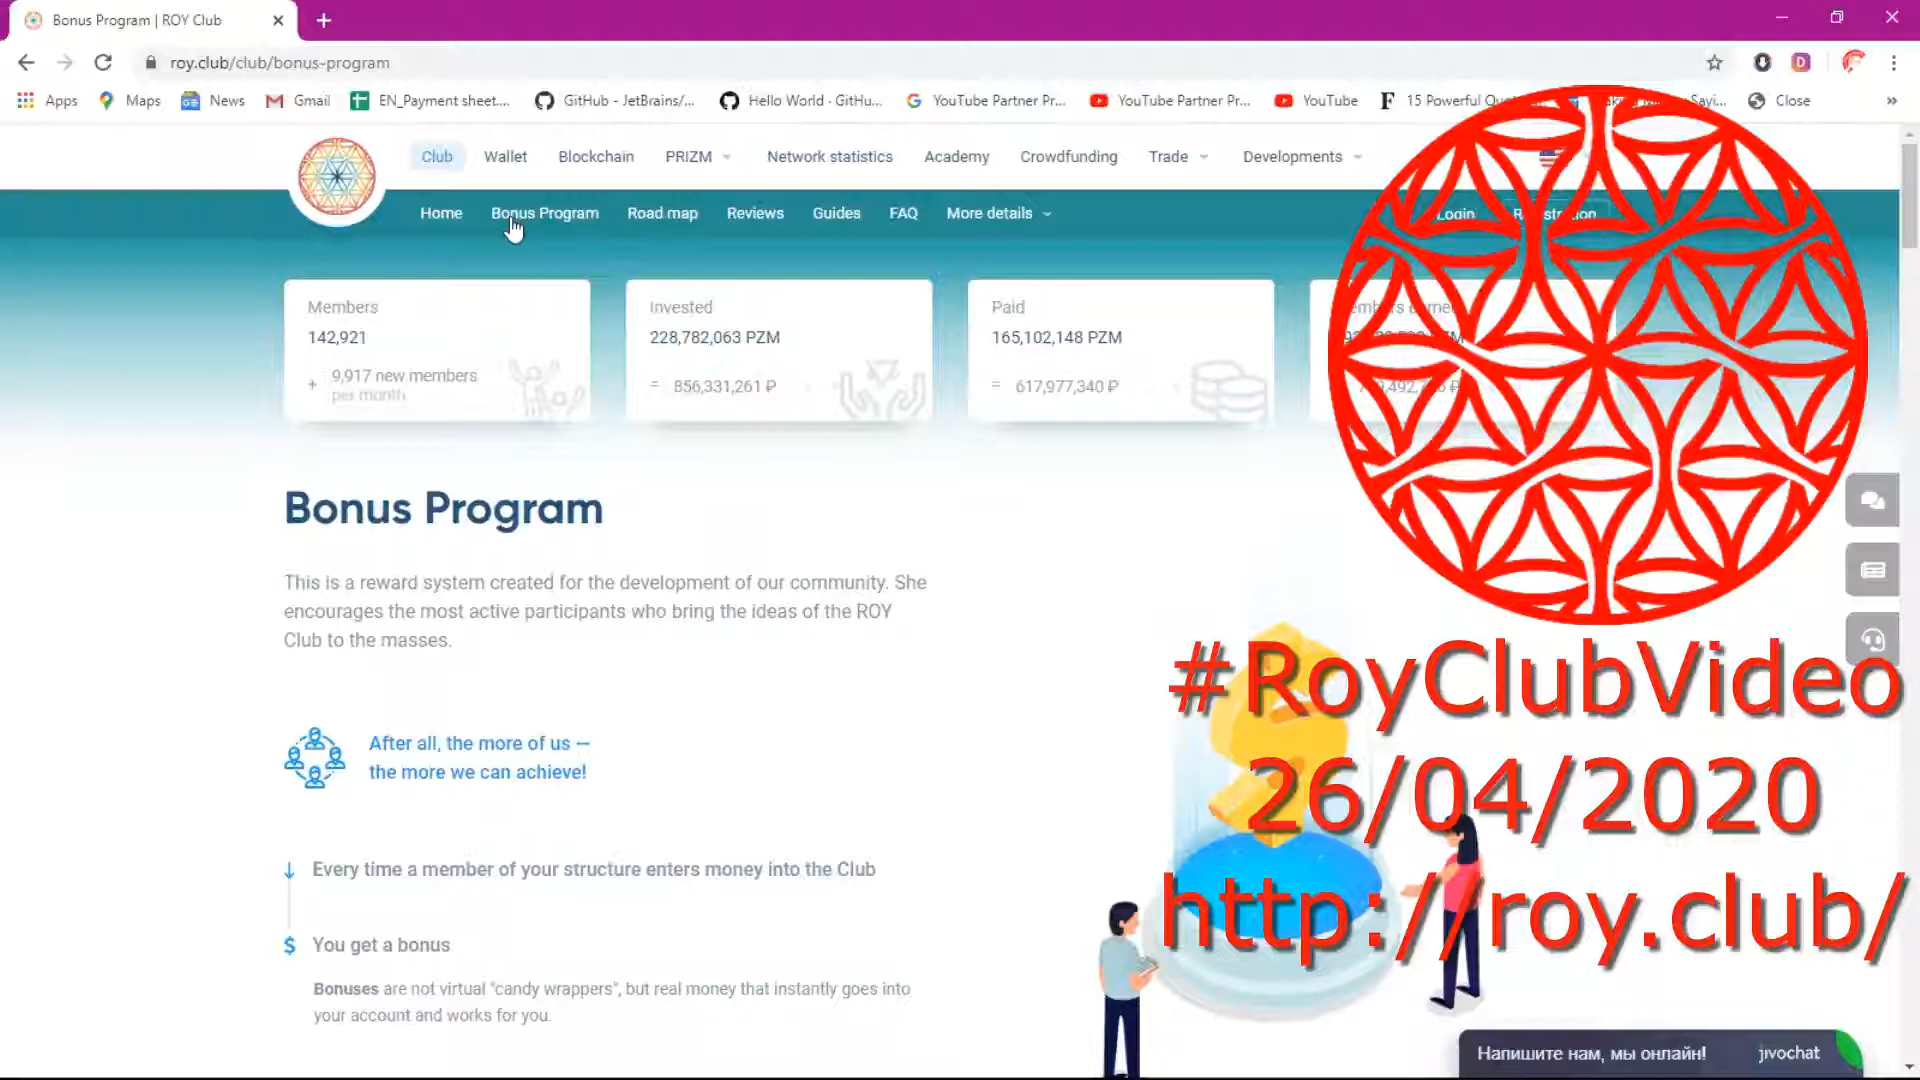 Bonus Program | ROY Club
roy.club/club/bonus-program
Apps Maps News Gmail EN_Payment sheet.... GitHub - JetBrains/... Hello World · GitHu... YouTube Partner Pr... YouTube Partner Pr... YouTube 15 Powerful Close
Club Wallet Blockchain PRIZM Network statistics Academy Crowdfunding Trade Developments
Home Bonus Program Road map Reviews Guides FAQ More details Login
Members
142,921
+ 9,917 new members
per month
Invested
228,782,063 PZM
= 856,331,261 ₽
Paid
165,102,148 PZM
= 617,977,340 ₽
Bonus Program
This is a reward system created for the development of our community. She
encourages the most active participants who bring the ideas of the ROY
Club to the masses.
After all, the more of us —
the more we can achieve!
Every time a member of your structure enters money into the Club
$ You get a bonus
Bonuses are not virtual "candy wrappers", but real money that instantly goes into
your account and works for you.
#RoyClubVideo
26/04/2020
http://roy.club/
Напишите нам, мы онлайн! jivochat